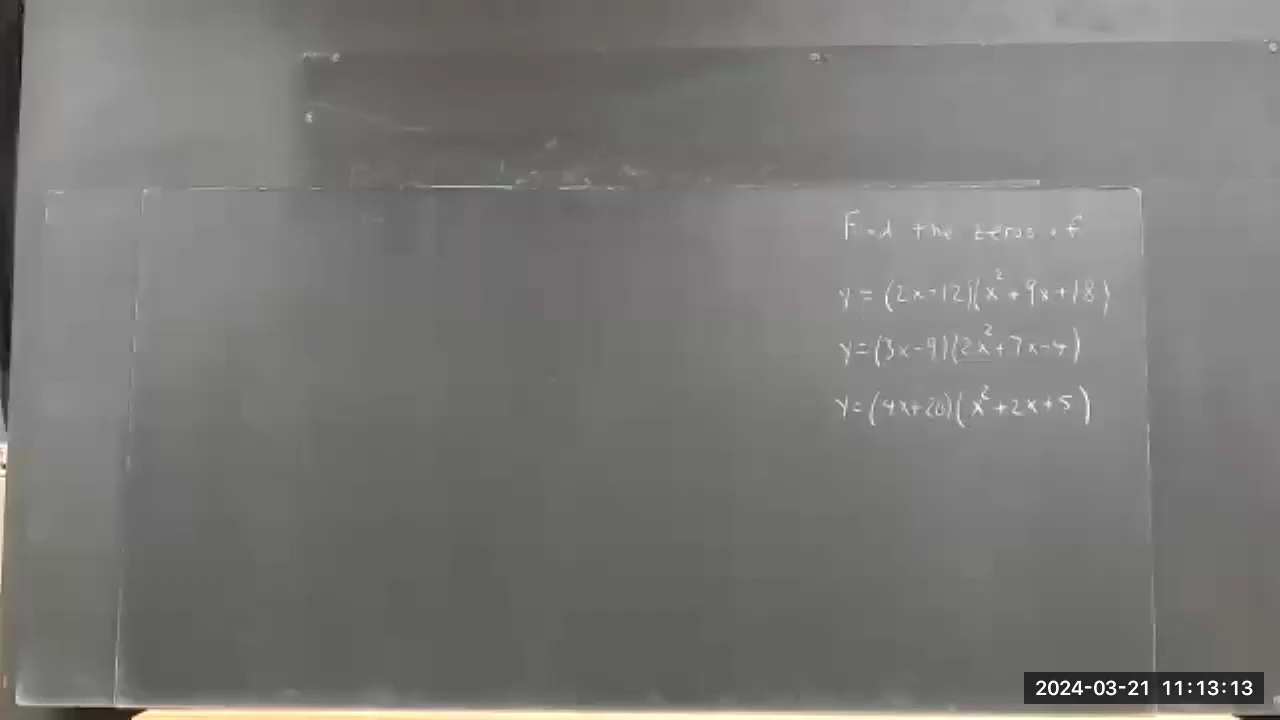 Find the zeros of
y = (2x-12)(x²+9x+18)
y=(3x-9)(2x²+7x-4)
y=(4x+20)(x²+2x+5)
2024-03-21 11:13:13